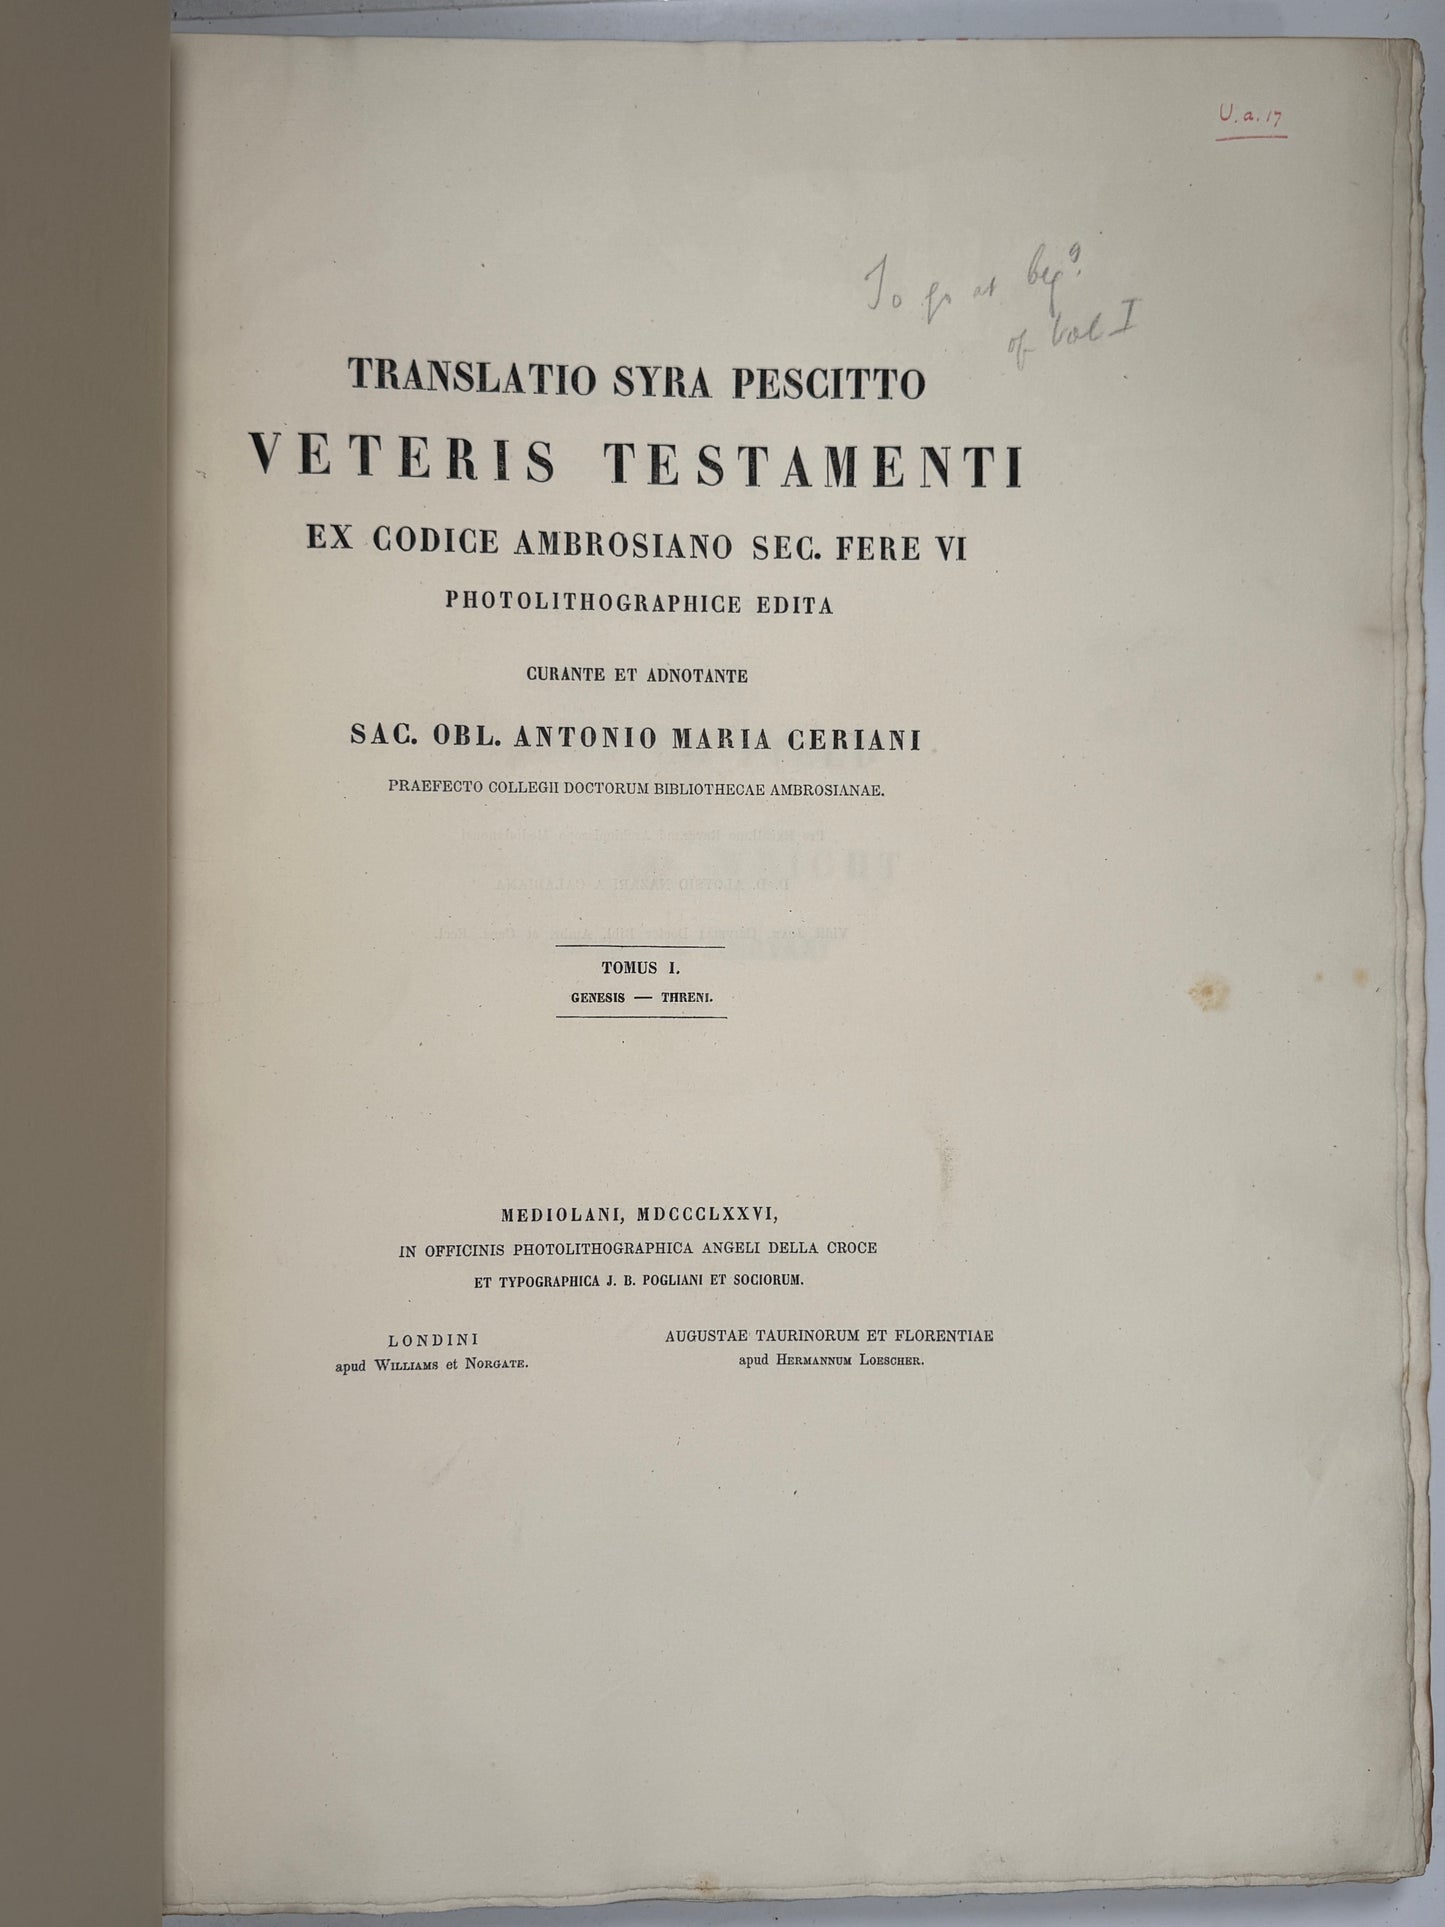 U.a.17
To go at beg⁹.
of Vol I
TRANSLATIO SYRA PESCITTO
VETERIS TESTAMENTI
EX CODICE AMBROSIANO SEC. FERE VI
PHOTOLITHOGRAPHICE EDITA
CURANTE ET ADNOTANTE
SAC. OBL. ANTONIO MARIA CERIANI
PRAEFECTO COLLEGII DOCTORUM BIBLIOTHECAE AMBROSIANAE.
TOMUS I.
GENESIS — THRENI.
MEDIOLANI, MDCCCLXXVI,
IN OFFICINIS PHOTOLITHOGRAPHICA ANGELI DELLA CROCE
ET TYPOGRAPHICA J. B. POGLIANI ET SOCIORUM.
LONDINI
apud WILLIAMS et NORGATE.
AUGUSTAE TAURINORUM ET FLORENTIAE
apud HERMANNUM LOESCHER.